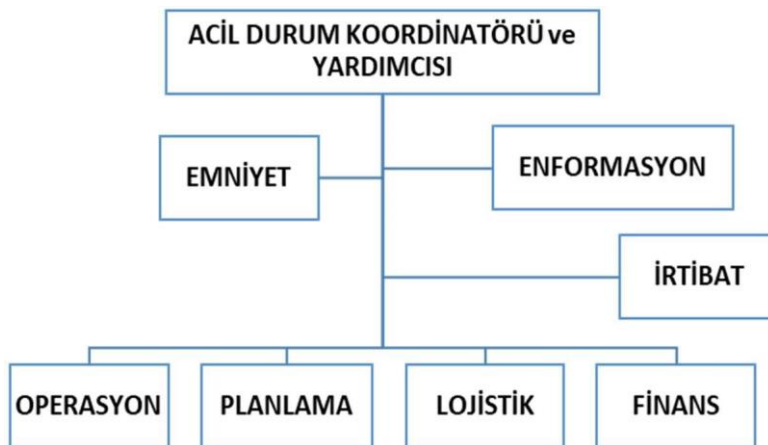 ACİL DURUM KOORDİNATÖRÜ ve
YARDIMCISI
EMNİYET
ENFORMASYON
İRTİBAT
OPERASYON
PLANLAMA
LOJİSTİK
FİNANS